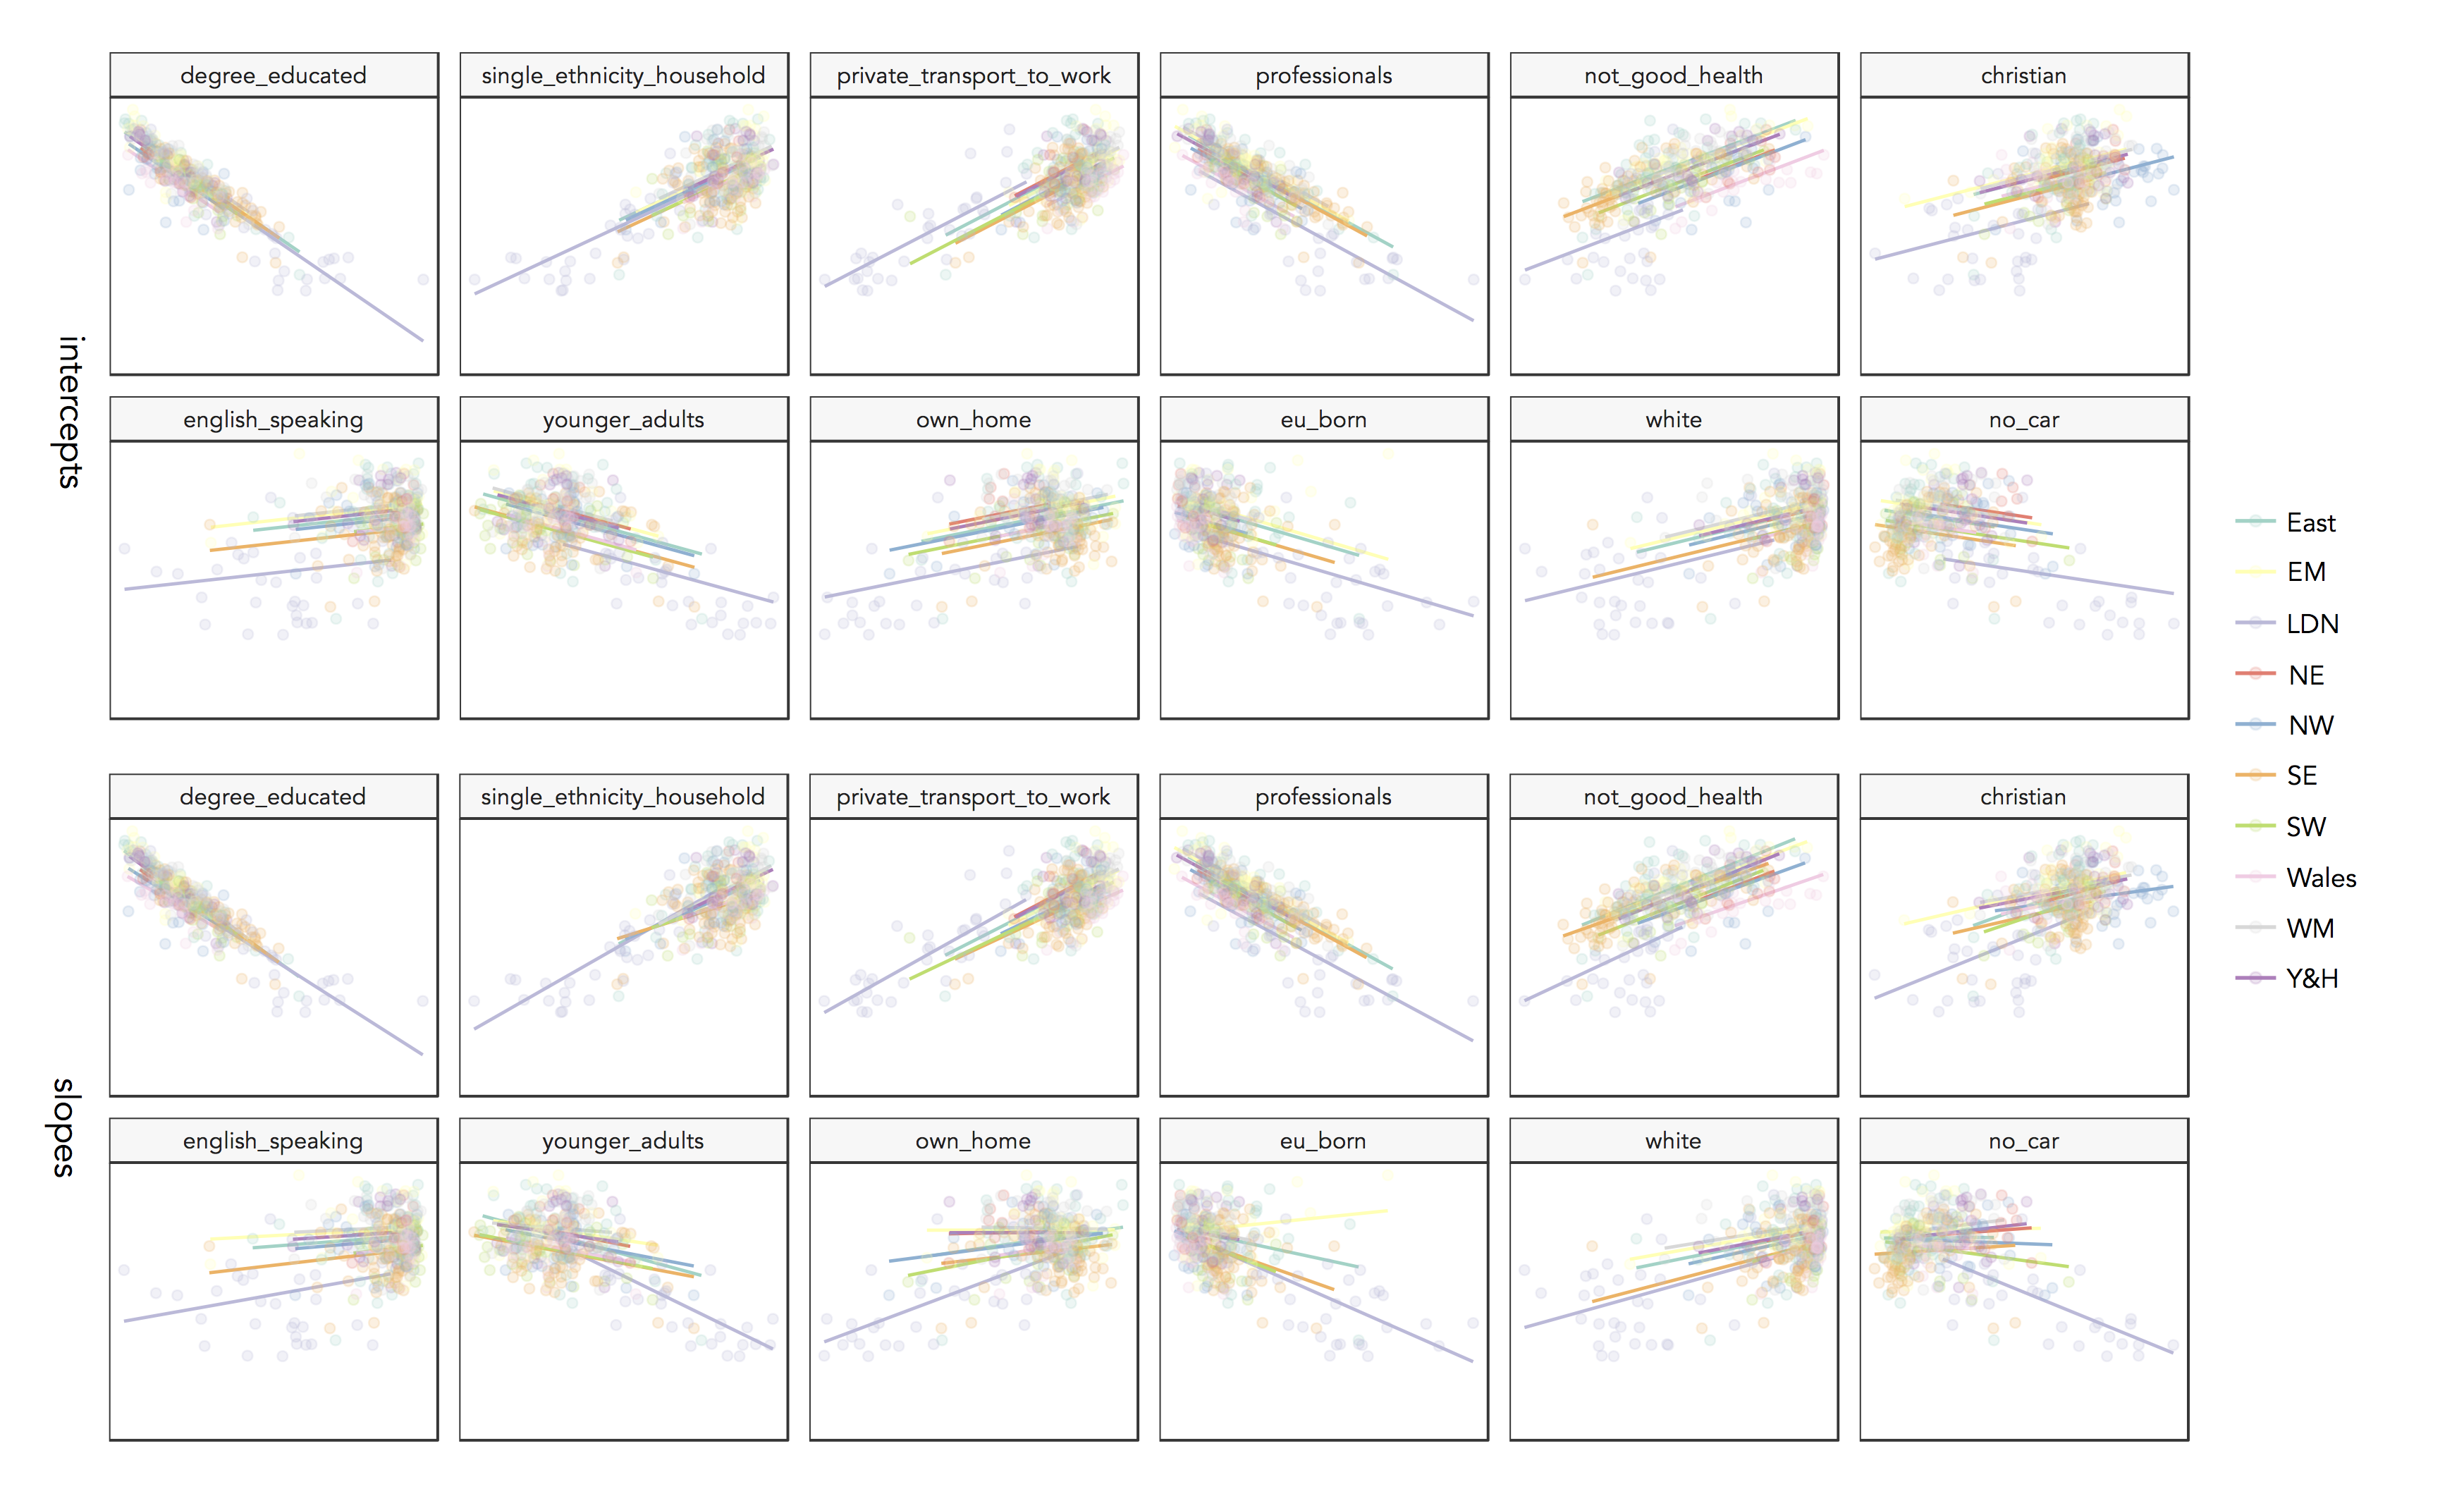 intercepts
degree_educated
single_ethnicity_household
private_transport_to_work
professionals
not_good_health
christian
english_speaking
younger_adults
own_home
eu_born
white
no_car
slopes
degree_educated
single_ethnicity_household
private_transport_to_work
professionals
not_good_health
christian
english_speaking
younger_adults
own_home
eu_born
white
no_car
East
EM
LDN
NE
NW
SE
SW
Wales
WM
Y&H